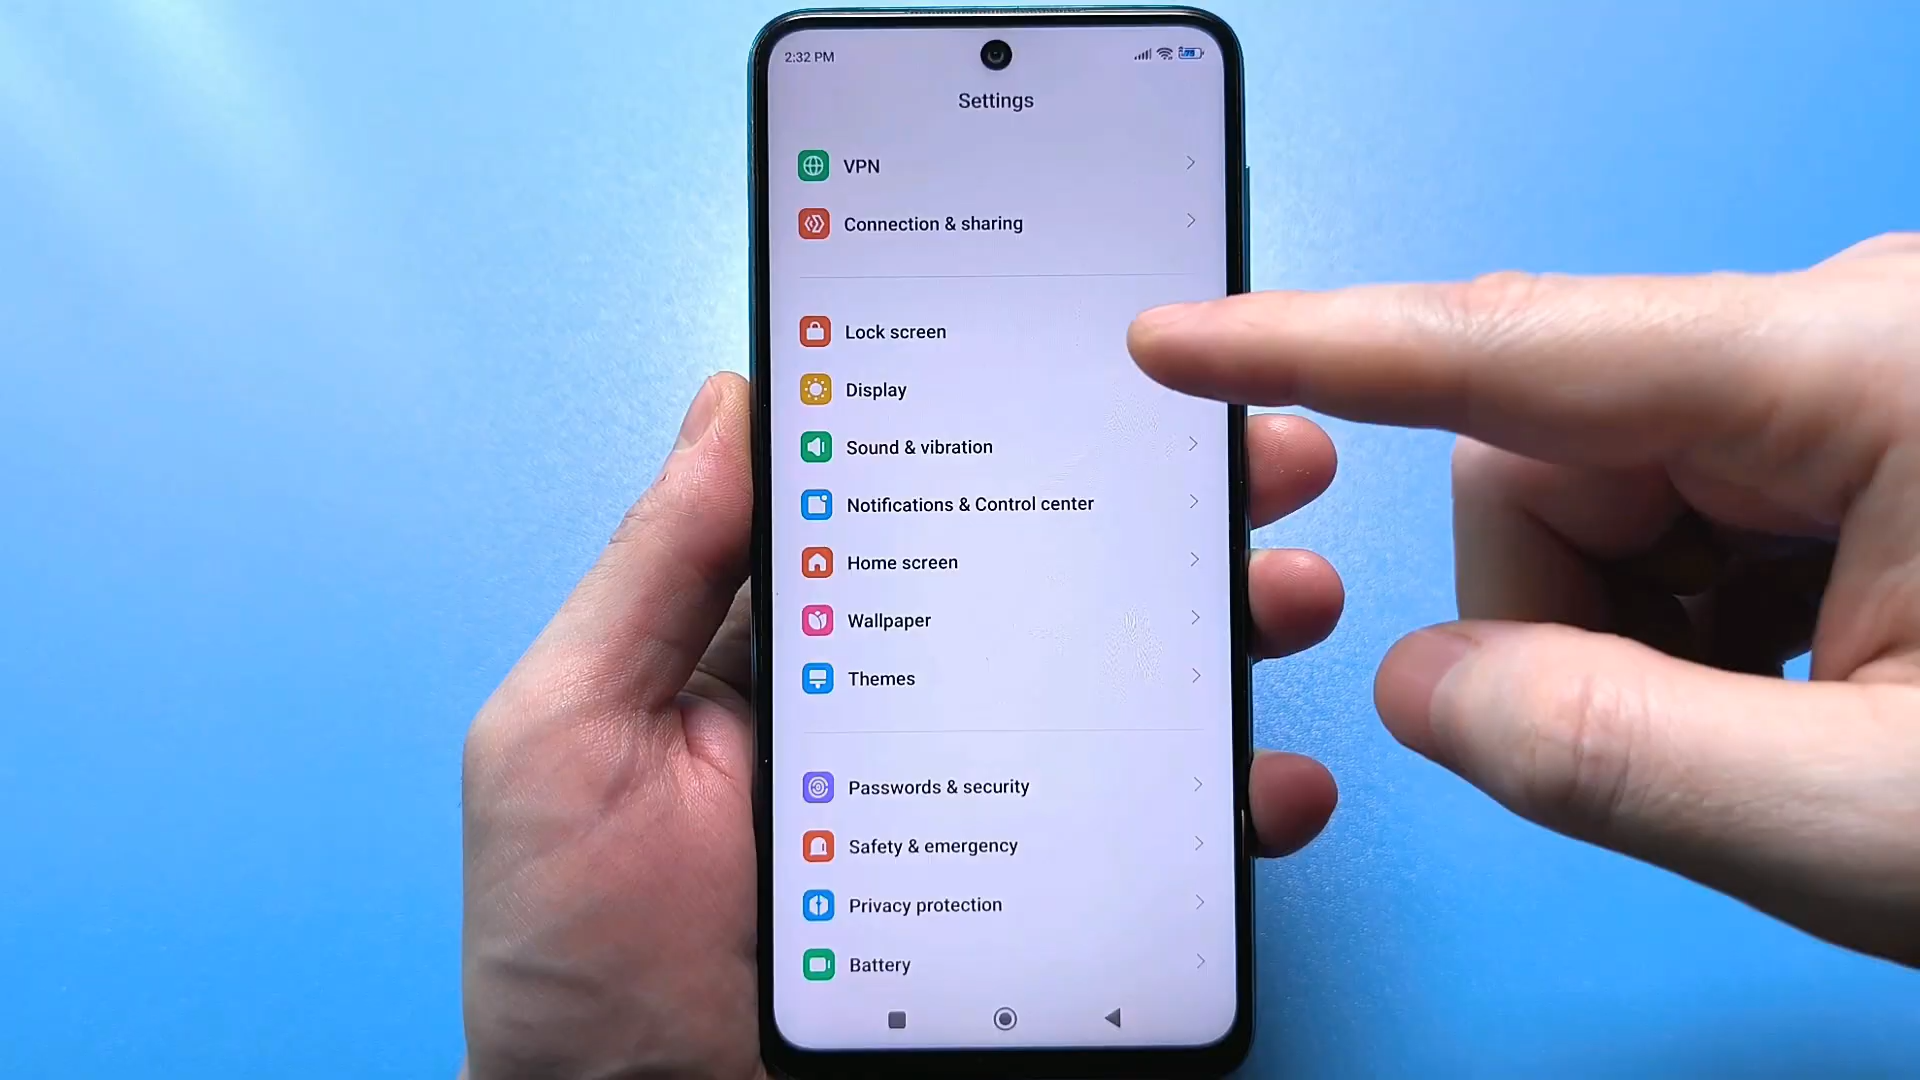 2:32 PM
Settings
VPN
Connection & sharing
Lock screen
Display
Sound & vibration
Notifications & Control center
Home screen
Wallpaper
Themes
Passwords & security
Safety & emergency
Privacy protection
Battery